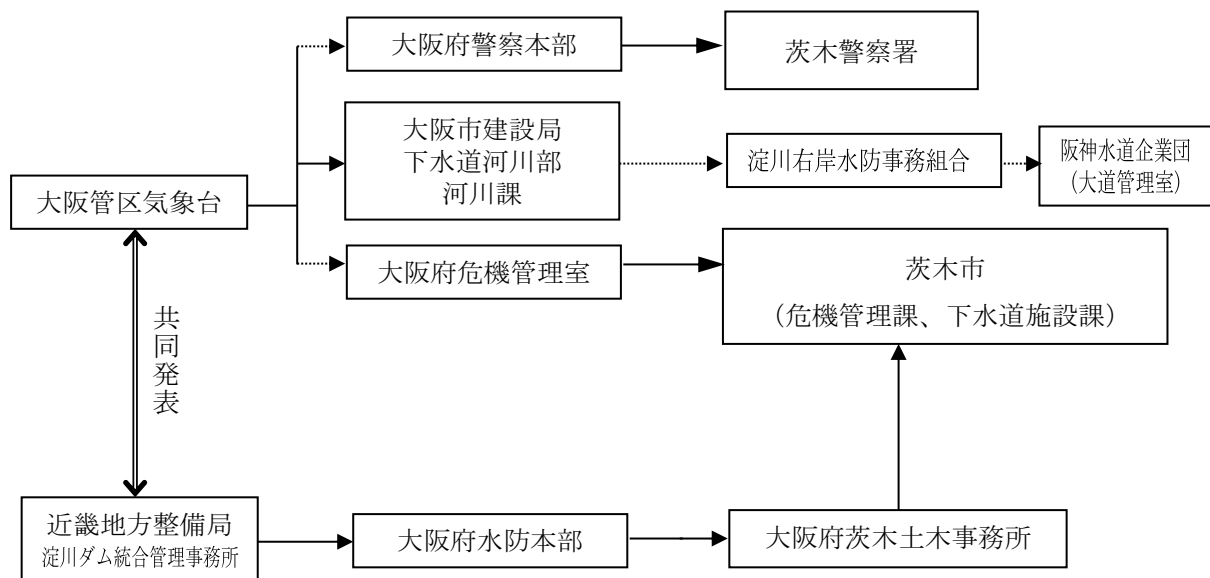 大阪府警察本部
茨木警察署
大阪市建設局
下水道河川部
河川課
淀川右岸水防事務組合
阪神水道企業団
（大道管理室）
大阪管区気象台
大阪府危機管理室
茨木市
（危機管理課、下水道施設課）
共同発表
近畿地方整備局
淀川ダム統合管理事務所
大阪府水防本部
大阪府茨木土木事務所